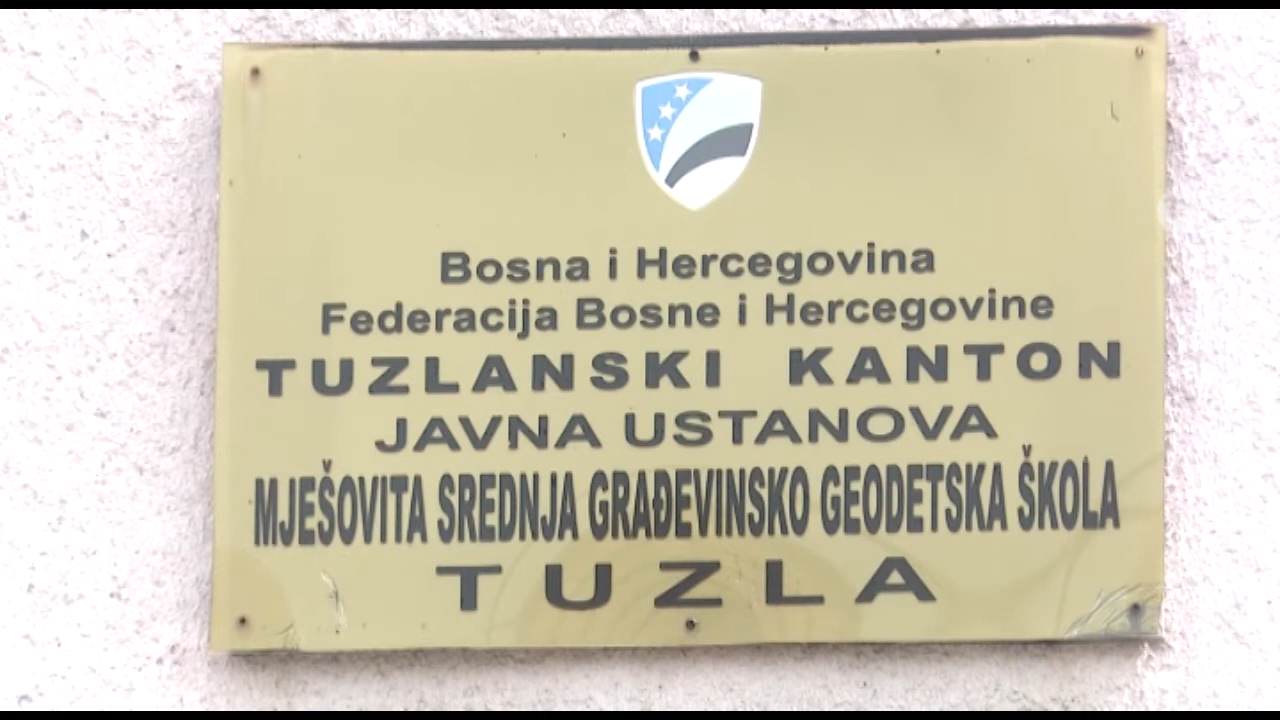 Bosna i Hercegovina
Federacija Bosne i Hercegovine
TUZLANSKI KANTON
JAVNA USTANOVA
MJEŠOVITA SREDNJA GRAĐEVINSKO GEODETSKA ŠKOLA
TUZLA